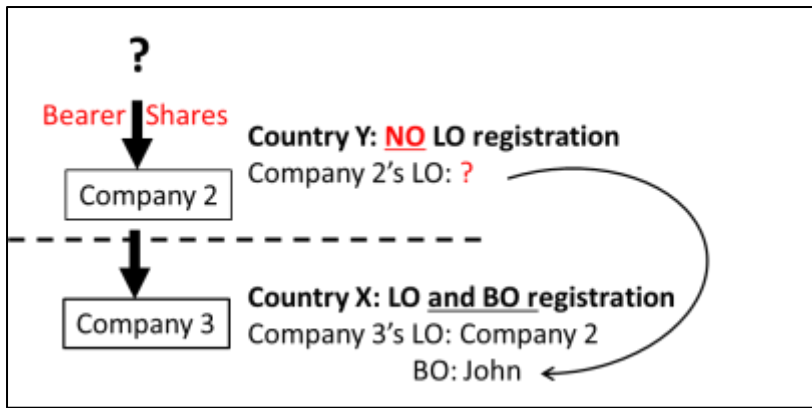 ?
Bearer Shares
Country Y: NO LO registration
Company 2's LO: ?
Company 2
Country X: LO and BO registration
Company 3
Company 3's LO: Company 2
BO: John